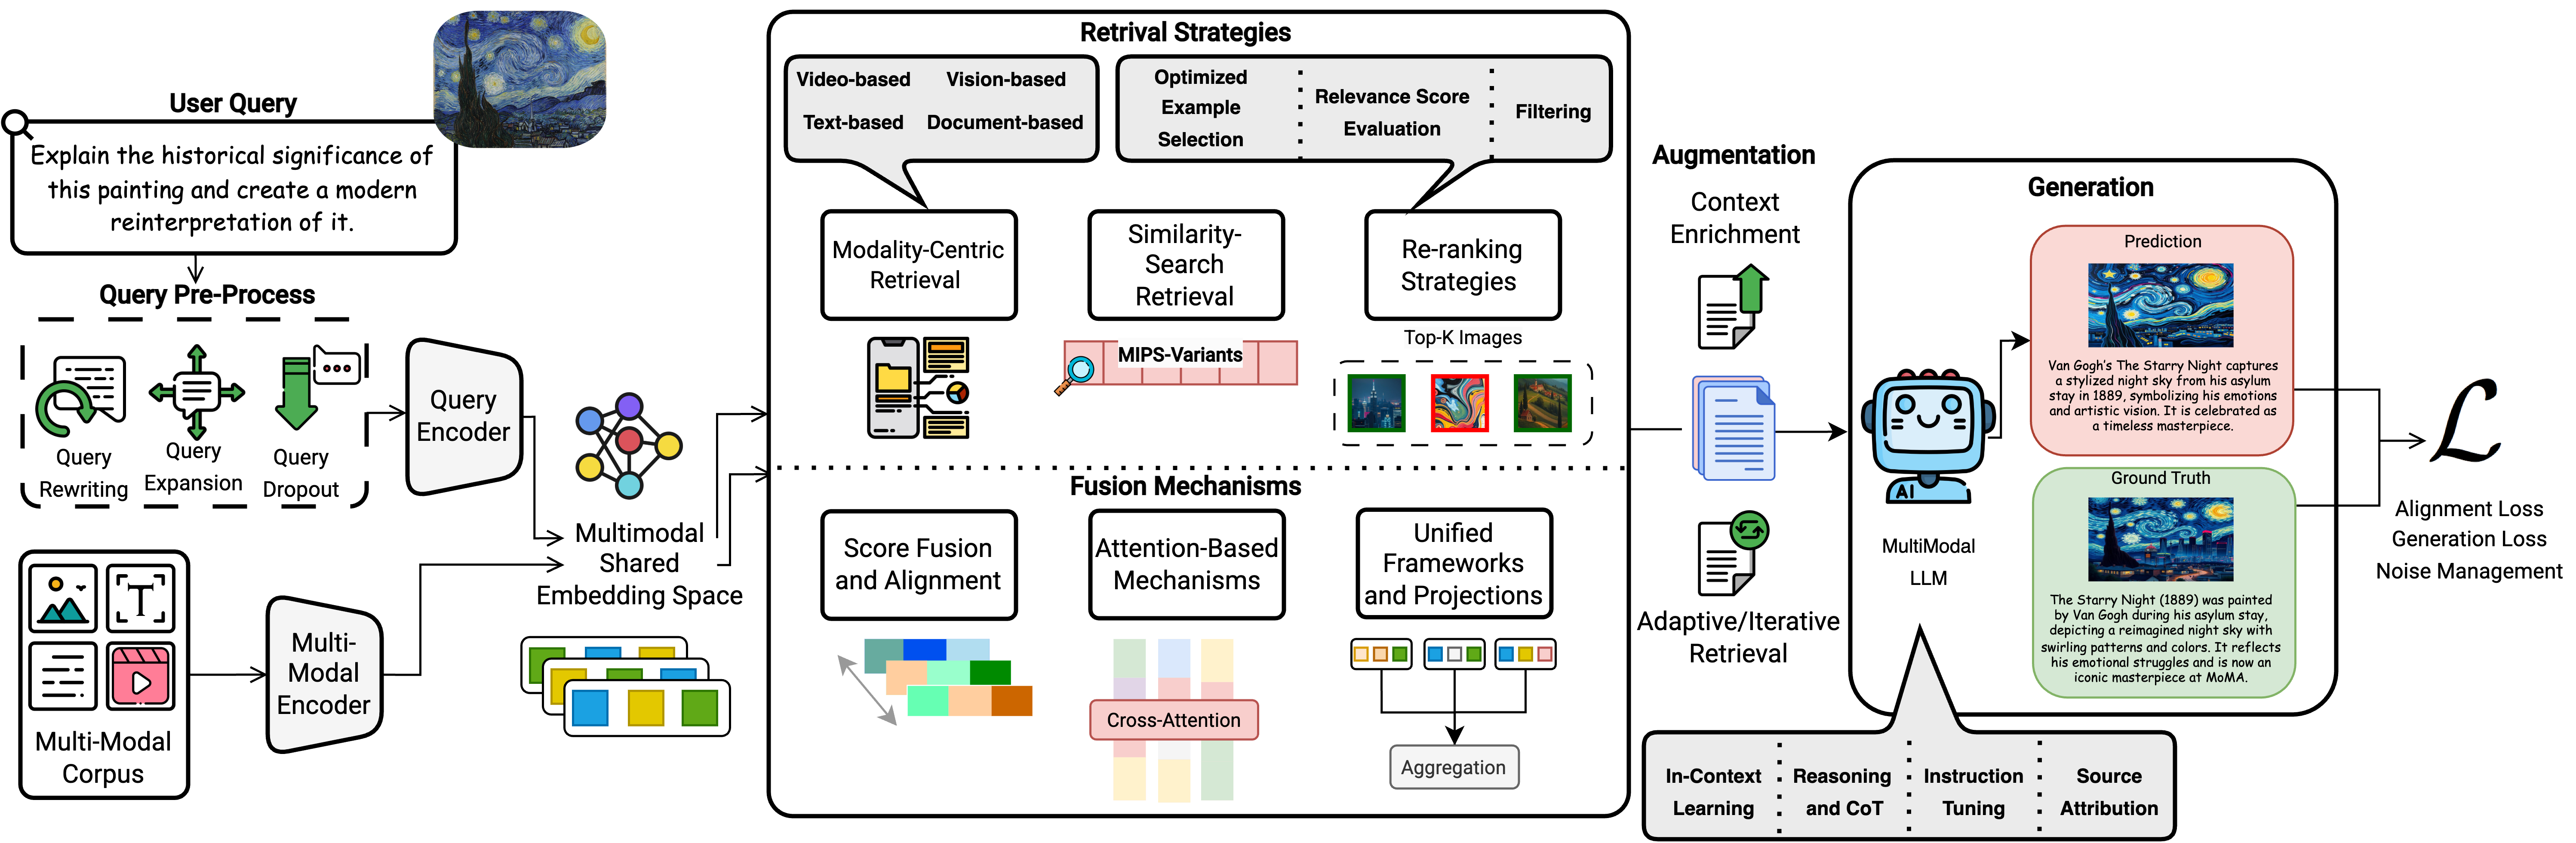 User Query
Explain the historical significance of
this painting and create a modern
reinterpretation of it.
Query Pre-Process
Query
Rewriting
Query
Expansion
Query
Dropout
Query
Encoder
T
Multi-Modal
Corpus
Multi-
Modal
Encoder
Multimodal
Shared
Embedding Space
Retrival Strategies
Video-based
Vision-based
Text-based
Document-based
Optimized
Example
Selection
Relevance Score
Evaluation
Filtering
Modality-Centric
Retrieval
Similarity-
Search
Retrieval
Re-ranking
Strategies
MIPS-Variants
Top-K Images
Fusion Mechanisms
Score Fusion
and Alignment
Attention-Based
Mechanisms
Unified
Frameworks
and Projections
Cross-Attention
Aggregation
Augmentation
Context
Enrichment
Adaptive/Iterative
Retrieval
Generation
AI
MultiModal
LLM
Prediction
Van Gogh's The Starry Night captures
a stylized night sky from his asylum
stay in 1889, symbolizing his emotions
and artistic vision. It is celebrated as
a timeless masterpiece.
Ground Truth
The Starry Night (1889) was painted
by Van Gogh during his asylum stay,
depicting a reimagined night sky with
swirling patterns and colors. It reflects
his emotional struggles and is now an
iconic masterpiece at MoMA.
In-Context
Learning
Reasoning
and CoT
Instruction
Tuning
Source
Attribution
ℒ
Alignment Loss
Generation Loss
Noise Management